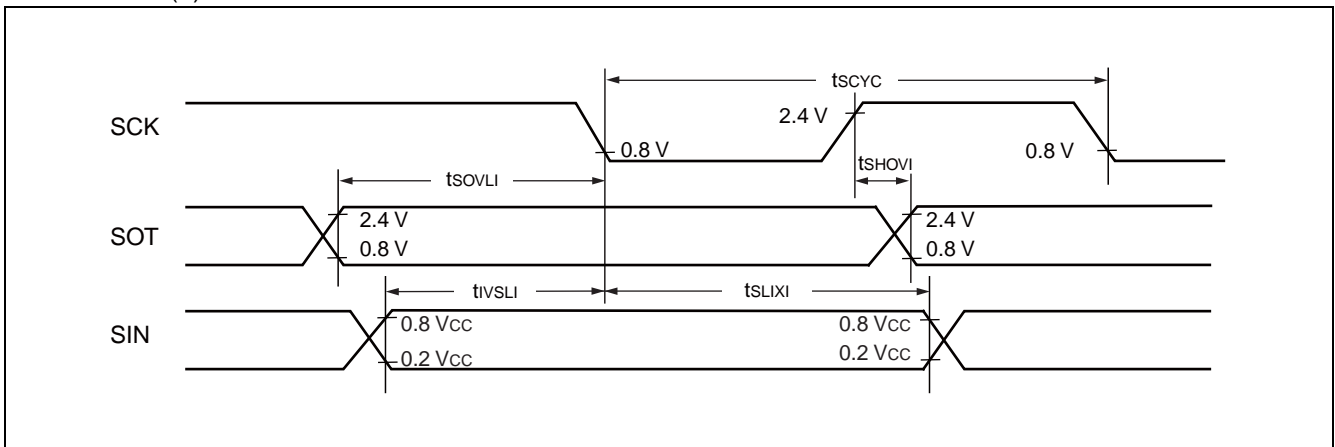 tSCYC
SCK
2.4 V
0.8 V
0.8 V
tSHOVI
tSOVLI
SOT
2.4 V
0.8 V
2.4 V
0.8 V
tIVSLI
tSLIXI
SIN
0.8 VCC
0.2 VCC
0.8 VCC
0.2 VCC